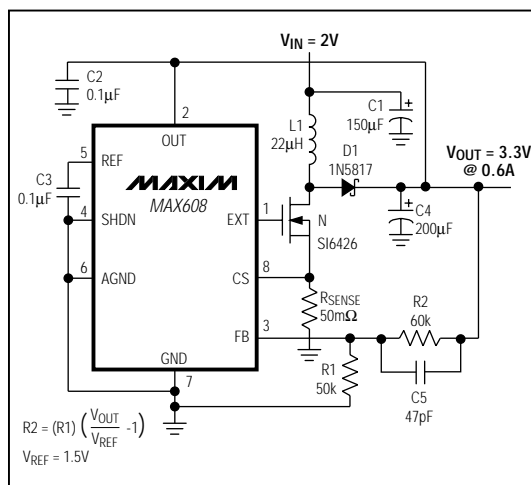 VIN = 2V
C2
0.1µF
2
OUT
L1
22µH
C1
150µF
+
D1
1N5817
VOUT = 3.3V
@ 0.6A
5
REF
C3
0.1µF
MAXIM
MAX608
4
SHDN
EXT
1
N
SI6426
+
C4
200µF
6
AGND
CS
8
RSENSE
50mΩ
FB
3
R2
60k
GND
7
R1
50k
C5
47pF
R2 = (R1) (VOUT/VREF -1)
VREF = 1.5V